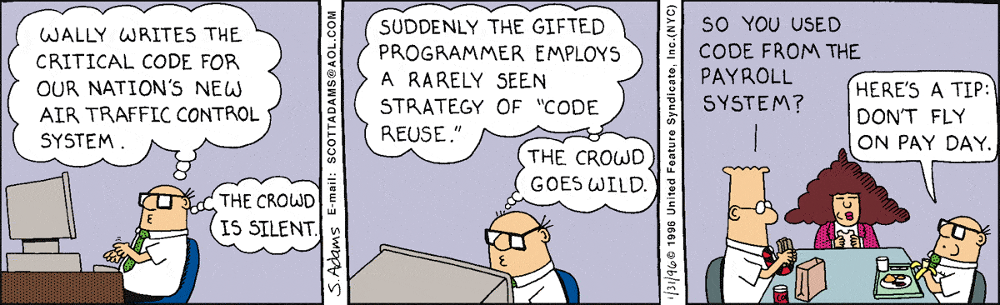 WALLY WRITES THE
CRITICAL CODE FOR
OUR NATION'S NEW
AIR TRAFFIC CONTROL
SYSTEM.
THE CROWD
IS SILENT.
S. Adams E-mail: SCOTTADAMS@AOL.COM
SUDDENLY THE GIFTED
PROGRAMMER EMPLOYS
A RARELY SEEN
STRATEGY OF "CODE
REUSE."
THE CROWD
GOES WILD.
1/31/96 © 1996 United Feature Syndicate, Inc.(NYC)
SO YOU USED
CODE FROM THE
PAYROLL
SYSTEM?
HERE'S A TIP:
DON'T FLY
ON PAY DAY.